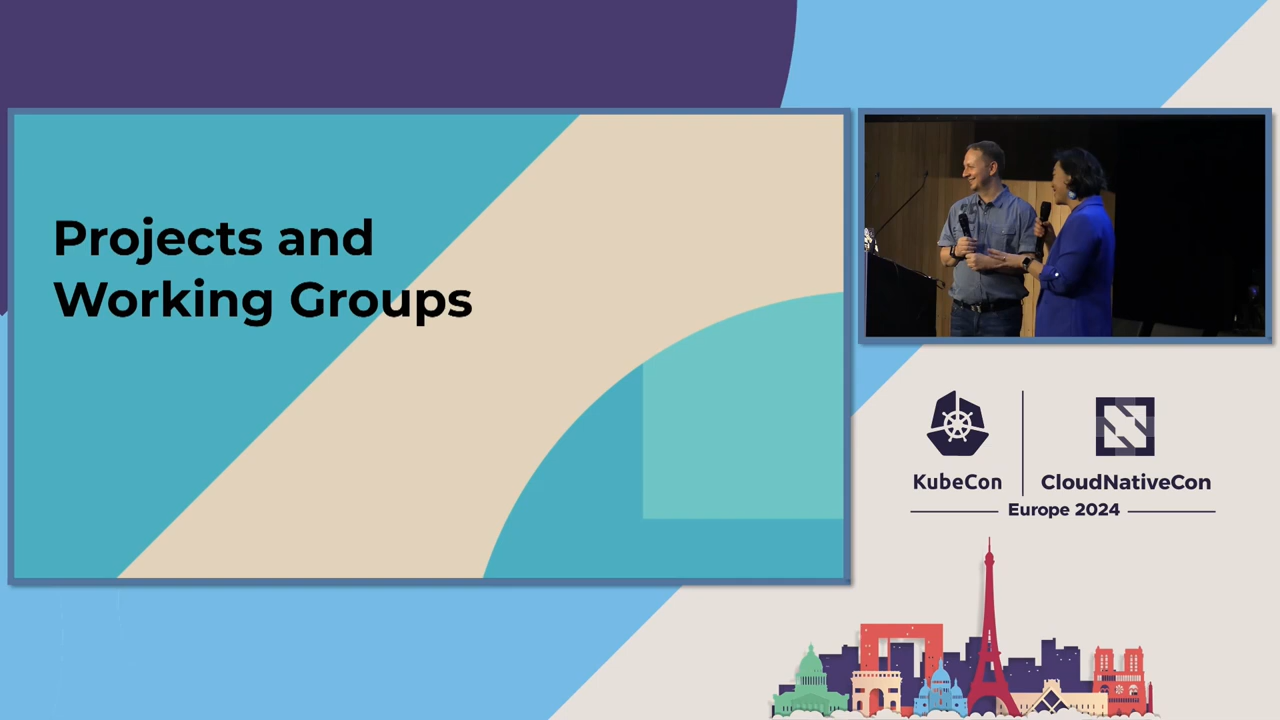 Projects and
Working Groups
KubeCon
CloudNativeCon
Europe 2024